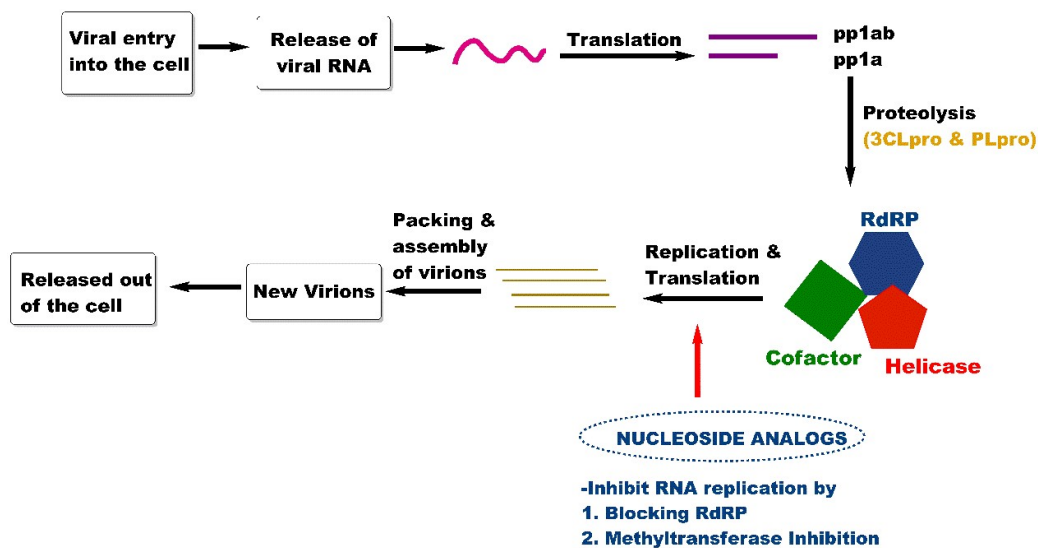 Viral entry
into the cell
Release of
viral RNA
Translation
pp1ab
pp1a
Proteolysis
(3CLpro & PLpro)
RdRP
Cofactor
Helicase
Replication &
Translation
Packing &
assembly
of virions
New Virions
Released out
of the cell
NUCLEOSIDE ANALOGS
-Inhibit RNA replication by
1. Blocking RdRP
2. Methyltransferase Inhibition